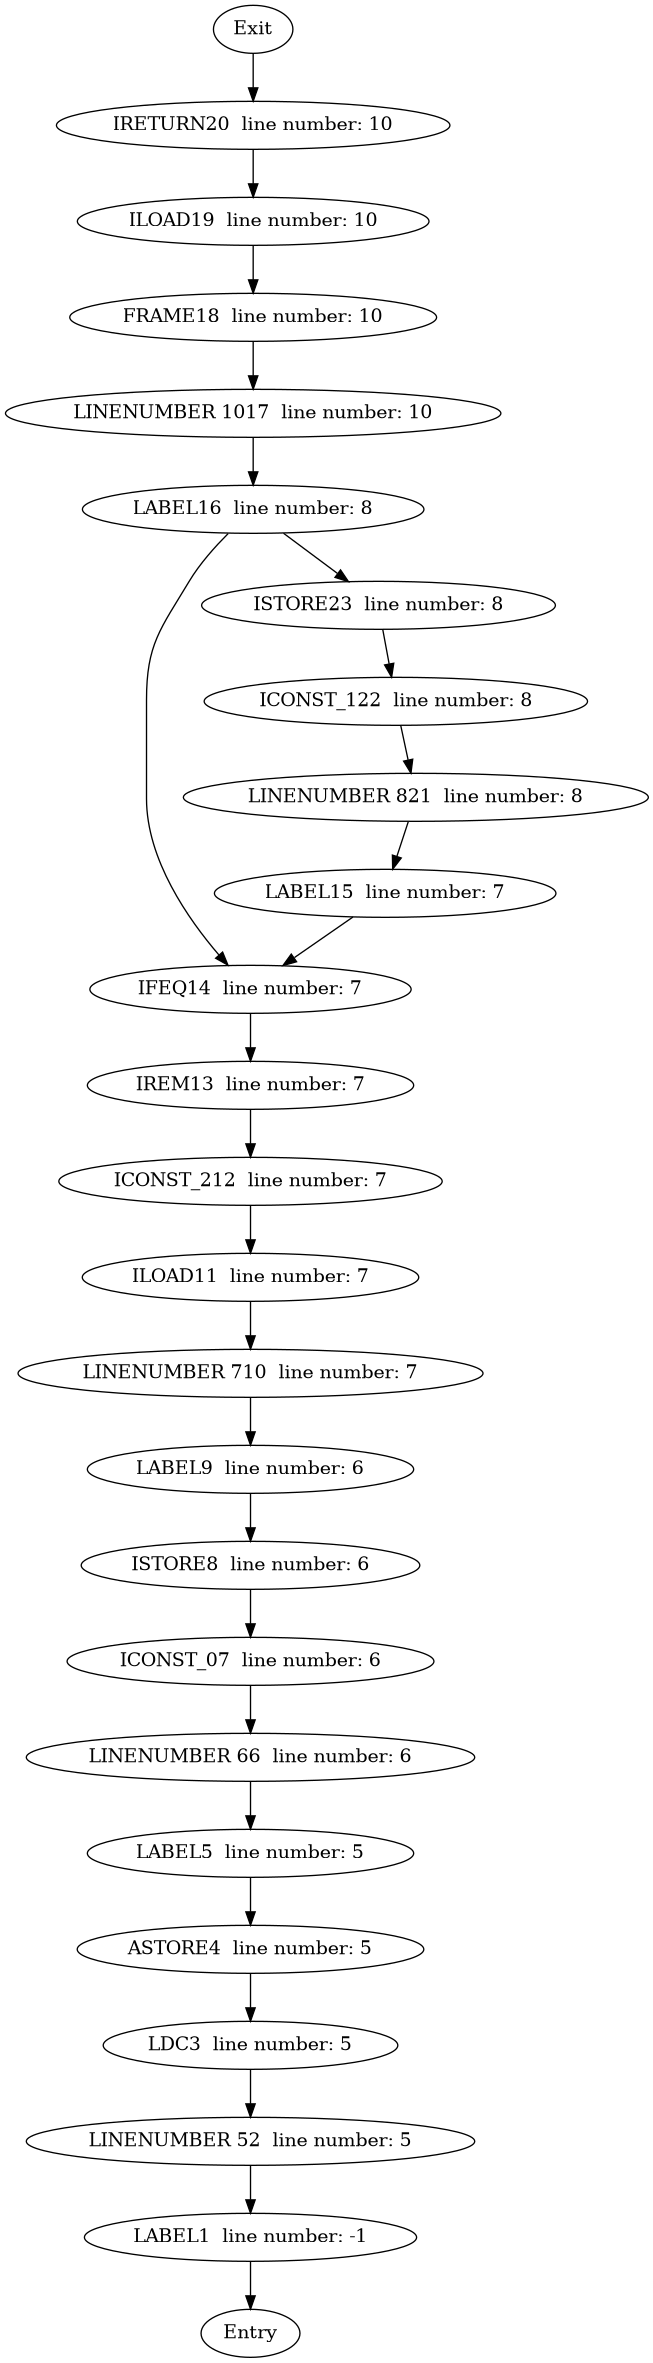 Exit
IRETURN20  line number: 10
ILOAD19  line number: 10
FRAME18  line number: 10
LINENUMBER 1017  line number: 10
LABEL16  line number: 8
ISTORE23  line number: 8
ICONST_122  line number: 8
LINENUMBER 821  line number: 8
LABEL15  line number: 7
IFEQ14  line number: 7
IREM13  line number: 7
ICONST_212  line number: 7
ILOAD11  line number: 7
LINENUMBER 710  line number: 7
LABEL9  line number: 6
ISTORE8  line number: 6
ICONST_07  line number: 6
LINENUMBER 66  line number: 6
LABEL5  line number: 5
ASTORE4  line number: 5
LDC3  line number: 5
LINENUMBER 52  line number: 5
LABEL1  line number: -1
Entry